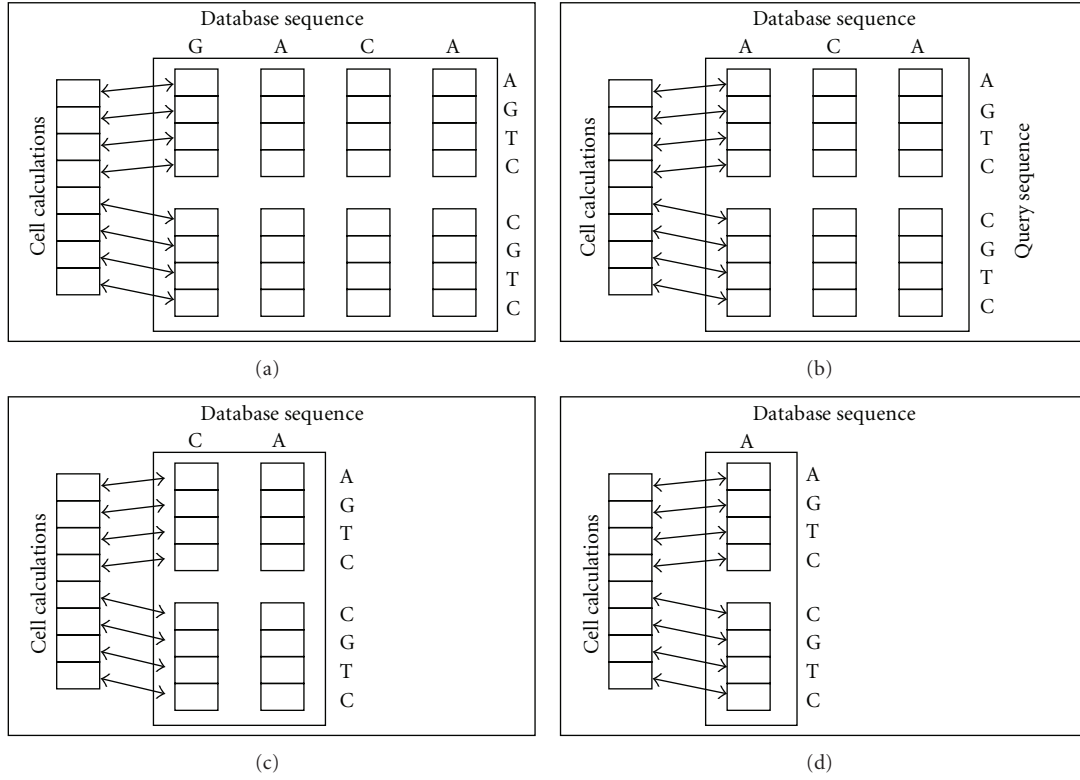 Database sequence
G A C A
Cell calculations
A
G
T
C
C
G
T
C
(a)
Database sequence
A C A
Cell calculations
A
G
T
C
C
G
T
C
Query sequence
(b)
Database sequence
C A
Cell calculations
A
G
T
C
C
G
T
C
(c)
Database sequence
A
Cell calculations
A
G
T
C
C
G
T
C
(d)